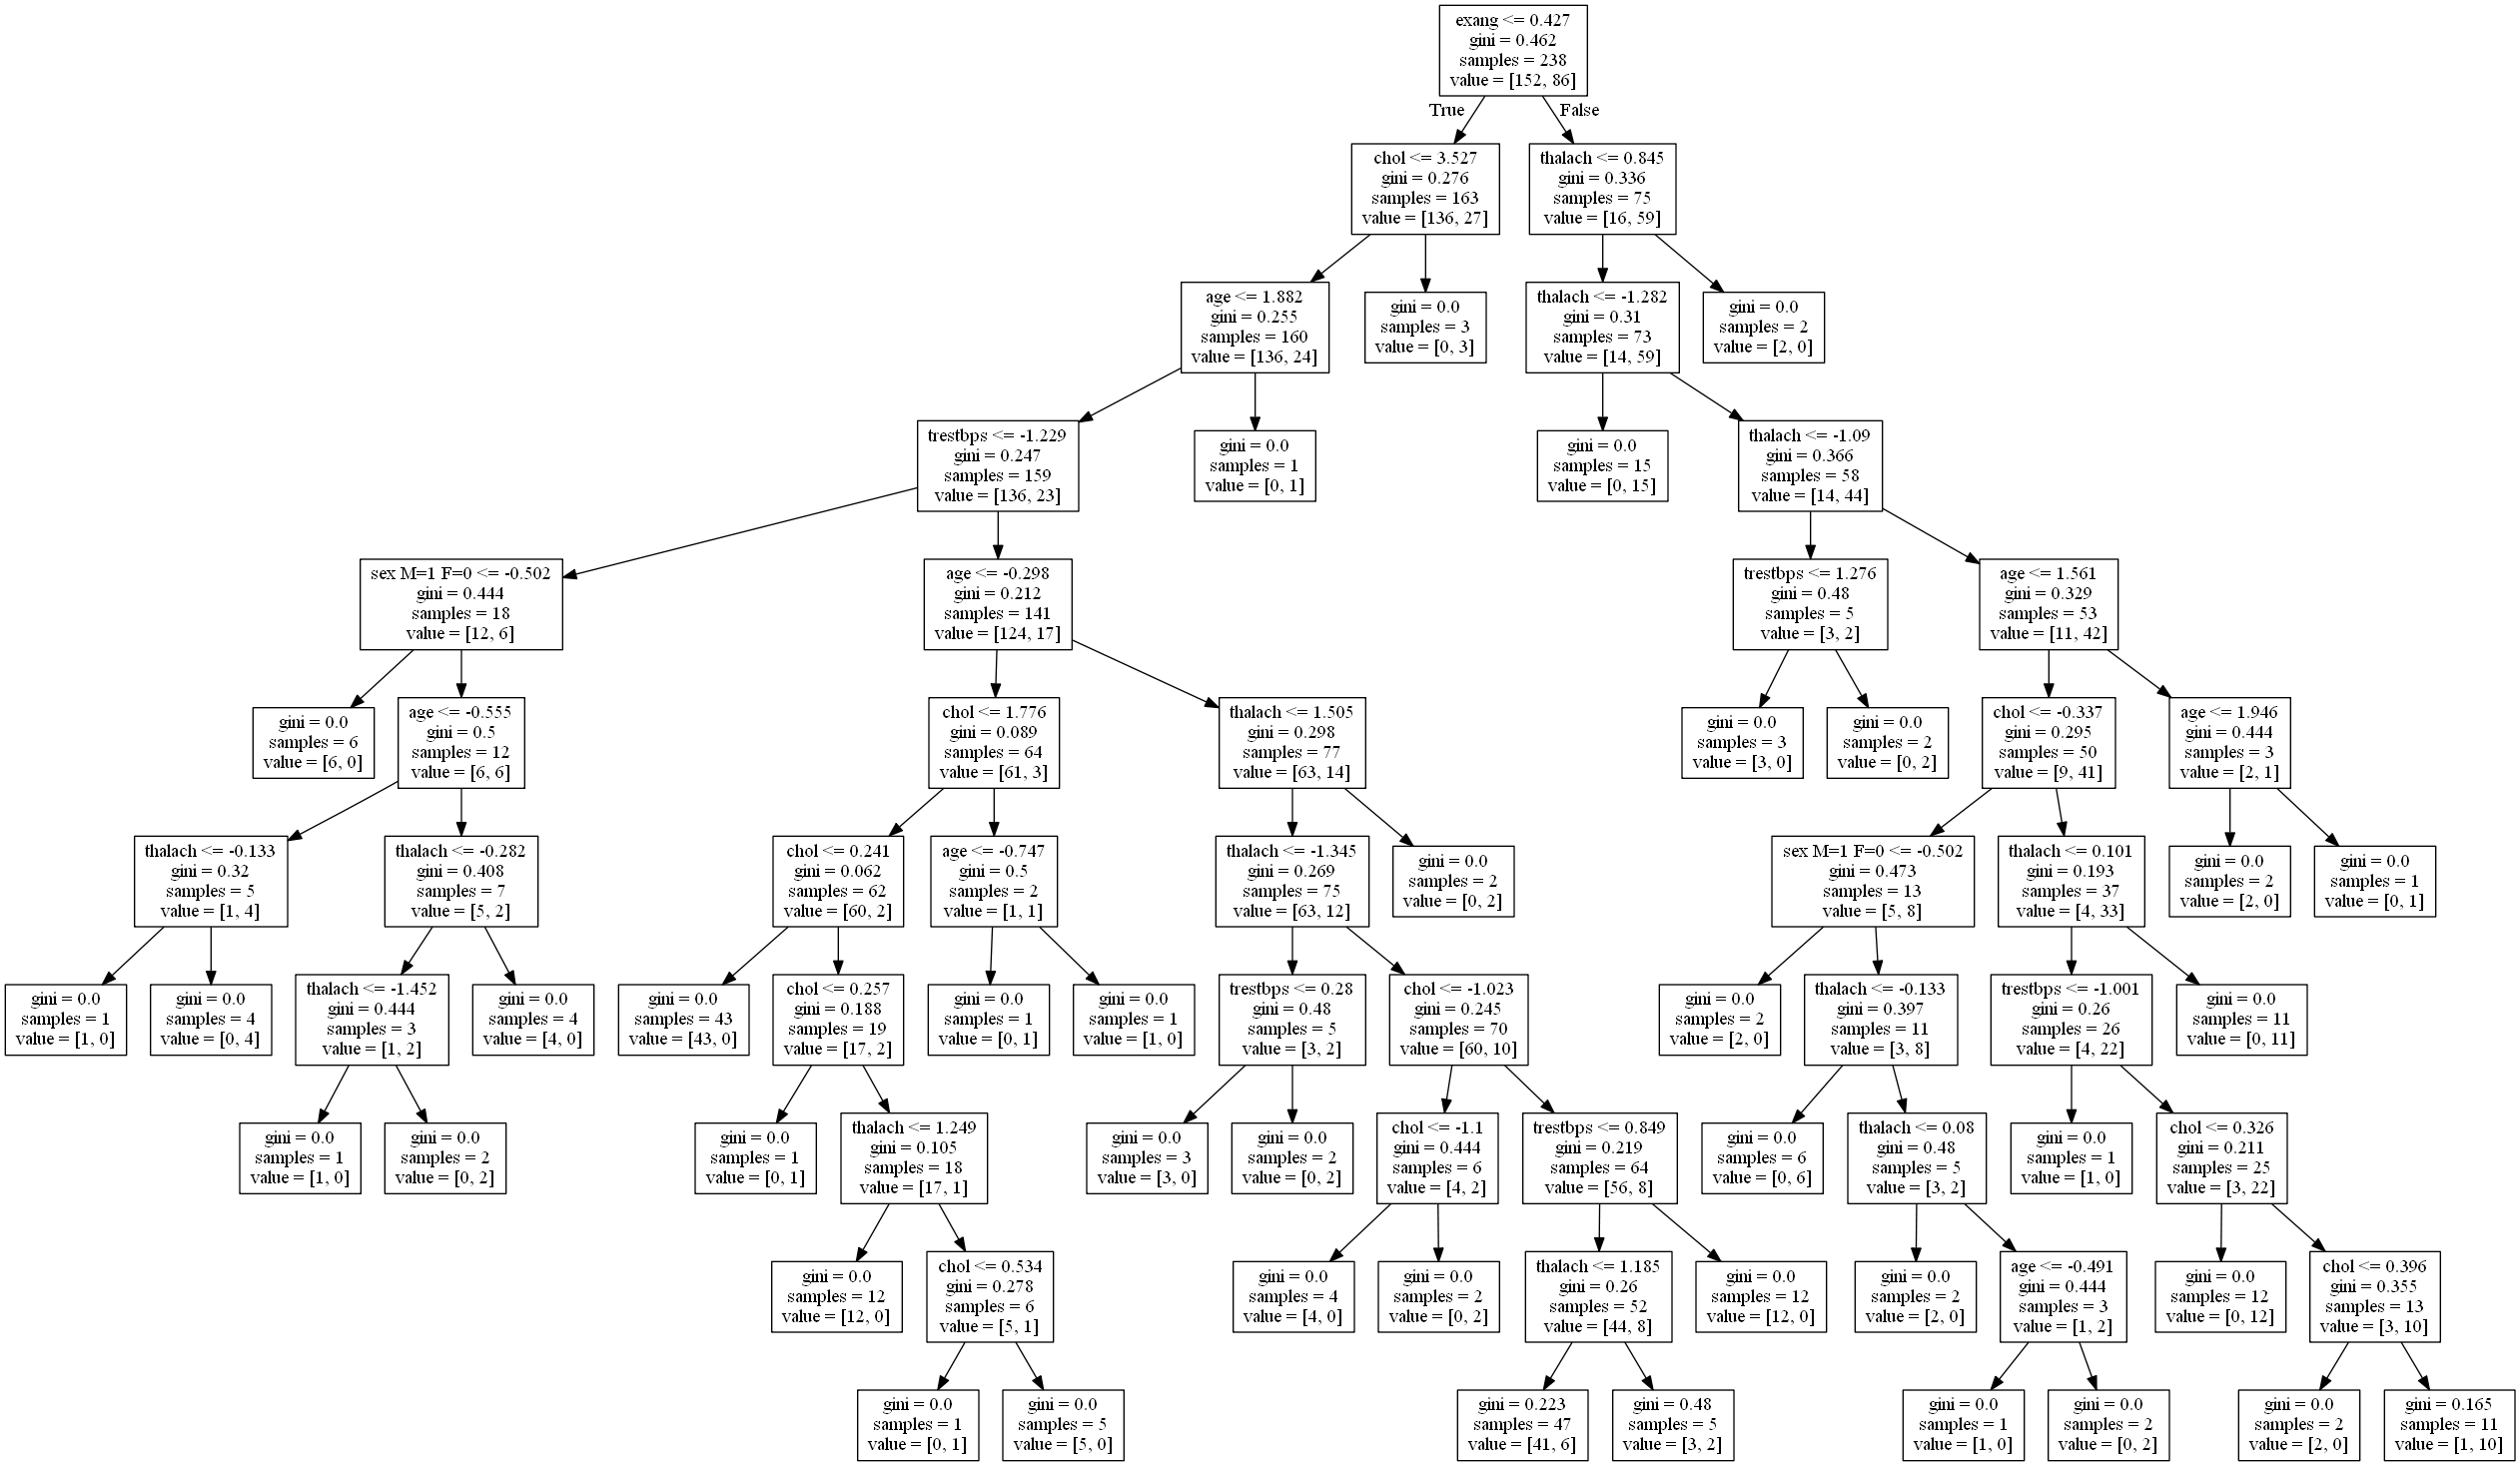 exang <= 0.427
gini = 0.462
samples = 238
value = [152, 86]
True
False
chol <= 3.527
gini = 0.276
samples = 163
value = [136, 27]
thalach <= 0.845
gini = 0.336
samples = 75
value = [16, 59]
age <= 1.882
gini = 0.255
samples = 160
value = [136, 24]
gini = 0.0
samples = 3
value = [0, 3]
thalach <= -1.282
gini = 0.31
samples = 73
value = [14, 59]
gini = 0.0
samples = 2
value = [2, 0]
trestbps <= -1.229
gini = 0.247
samples = 159
value = [136, 23]
gini = 0.0
samples = 1
value = [0, 1]
gini = 0.0
samples = 15
value = [0, 15]
thalach <= -1.09
gini = 0.366
samples = 58
value = [14, 44]
sex M=1 F=0 <= -0.502
gini = 0.444
samples = 18
value = [12, 6]
age <= -0.298
gini = 0.212
samples = 141
value = [124, 17]
trestbps <= 1.276
gini = 0.48
samples = 5
value = [3, 2]
age <= 1.561
gini = 0.329
samples = 53
value = [11, 42]
gini = 0.0
samples = 6
value = [6, 0]
age <= -0.555
gini = 0.5
samples = 12
value = [6, 6]
chol <= 1.776
gini = 0.089
samples = 64
value = [61, 3]
thalach <= 1.505
gini = 0.298
samples = 77
value = [63, 14]
gini = 0.0
samples = 3
value = [3, 0]
gini = 0.0
samples = 2
value = [0, 2]
chol <= -0.337
gini = 0.295
samples = 50
value = [9, 41]
age <= 1.946
gini = 0.444
samples = 3
value = [2, 1]
thalach <= -0.133
gini = 0.32
samples = 5
value = [1, 4]
thalach <= -0.282
gini = 0.408
samples = 7
value = [5, 2]
chol <= 0.241
gini = 0.062
samples = 62
value = [60, 2]
age <= -0.747
gini = 0.5
samples = 2
value = [1, 1]
thalach <= -1.345
gini = 0.269
samples = 75
value = [63, 12]
gini = 0.0
samples = 2
value = [0, 2]
sex M=1 F=0 <= -0.502
gini = 0.473
samples = 13
value = [5, 8]
thalach <= 0.101
gini = 0.193
samples = 37
value = [4, 33]
gini = 0.0
samples = 2
value = [2, 0]
gini = 0.0
samples = 1
value = [0, 1]
gini = 0.0
samples = 1
value = [1, 0]
gini = 0.0
samples = 4
value = [0, 4]
thalach <= -1.452
gini = 0.444
samples = 3
value = [1, 2]
gini = 0.0
samples = 4
value = [4, 0]
gini = 0.0
samples = 43
value = [43, 0]
chol <= 0.257
gini = 0.188
samples = 19
value = [17, 2]
gini = 0.0
samples = 1
value = [0, 1]
gini = 0.0
samples = 1
value = [1, 0]
trestbps <= 0.28
gini = 0.48
samples = 5
value = [3, 2]
chol <= -1.023
gini = 0.245
samples = 70
value = [60, 10]
gini = 0.0
samples = 2
value = [2, 0]
thalach <= -0.133
gini = 0.397
samples = 11
value = [3, 8]
trestbps <= -1.001
gini = 0.26
samples = 26
value = [4, 22]
gini = 0.0
samples = 11
value = [0, 11]
gini = 0.0
samples = 1
value = [1, 0]
gini = 0.0
samples = 2
value = [0, 2]
gini = 0.0
samples = 1
value = [0, 1]
thalach <= 1.249
gini = 0.105
samples = 18
value = [17, 1]
gini = 0.0
samples = 3
value = [3, 0]
gini = 0.0
samples = 2
value = [0, 2]
chol <= -1.1
gini = 0.444
samples = 6
value = [4, 2]
trestbps <= 0.849
gini = 0.219
samples = 64
value = [56, 8]
gini = 0.0
samples = 6
value = [0, 6]
thalach <= 0.08
gini = 0.48
samples = 5
value = [3, 2]
gini = 0.0
samples = 1
value = [1, 0]
chol <= 0.326
gini = 0.211
samples = 25
value = [3, 22]
gini = 0.0
samples = 12
value = [12, 0]
chol <= 0.534
gini = 0.278
samples = 6
value = [5, 1]
gini = 0.0
samples = 4
value = [4, 0]
gini = 0.0
samples = 2
value = [0, 2]
thalach <= 1.185
gini = 0.26
samples = 52
value = [44, 8]
gini = 0.0
samples = 12
value = [12, 0]
gini = 0.0
samples = 2
value = [2, 0]
age <= -0.491
gini = 0.444
samples = 3
value = [1, 2]
gini = 0.0
samples = 12
value = [0, 12]
chol <= 0.396
gini = 0.355
samples = 13
value = [3, 10]
gini = 0.0
samples = 1
value = [0, 1]
gini = 0.0
samples = 5
value = [5, 0]
gini = 0.223
samples = 47
value = [41, 6]
gini = 0.48
samples = 5
value = [3, 2]
gini = 0.0
samples = 1
value = [1, 0]
gini = 0.0
samples = 2
value = [0, 2]
gini = 0.0
samples = 2
value = [2, 0]
gini = 0.165
samples = 11
value = [1, 10]